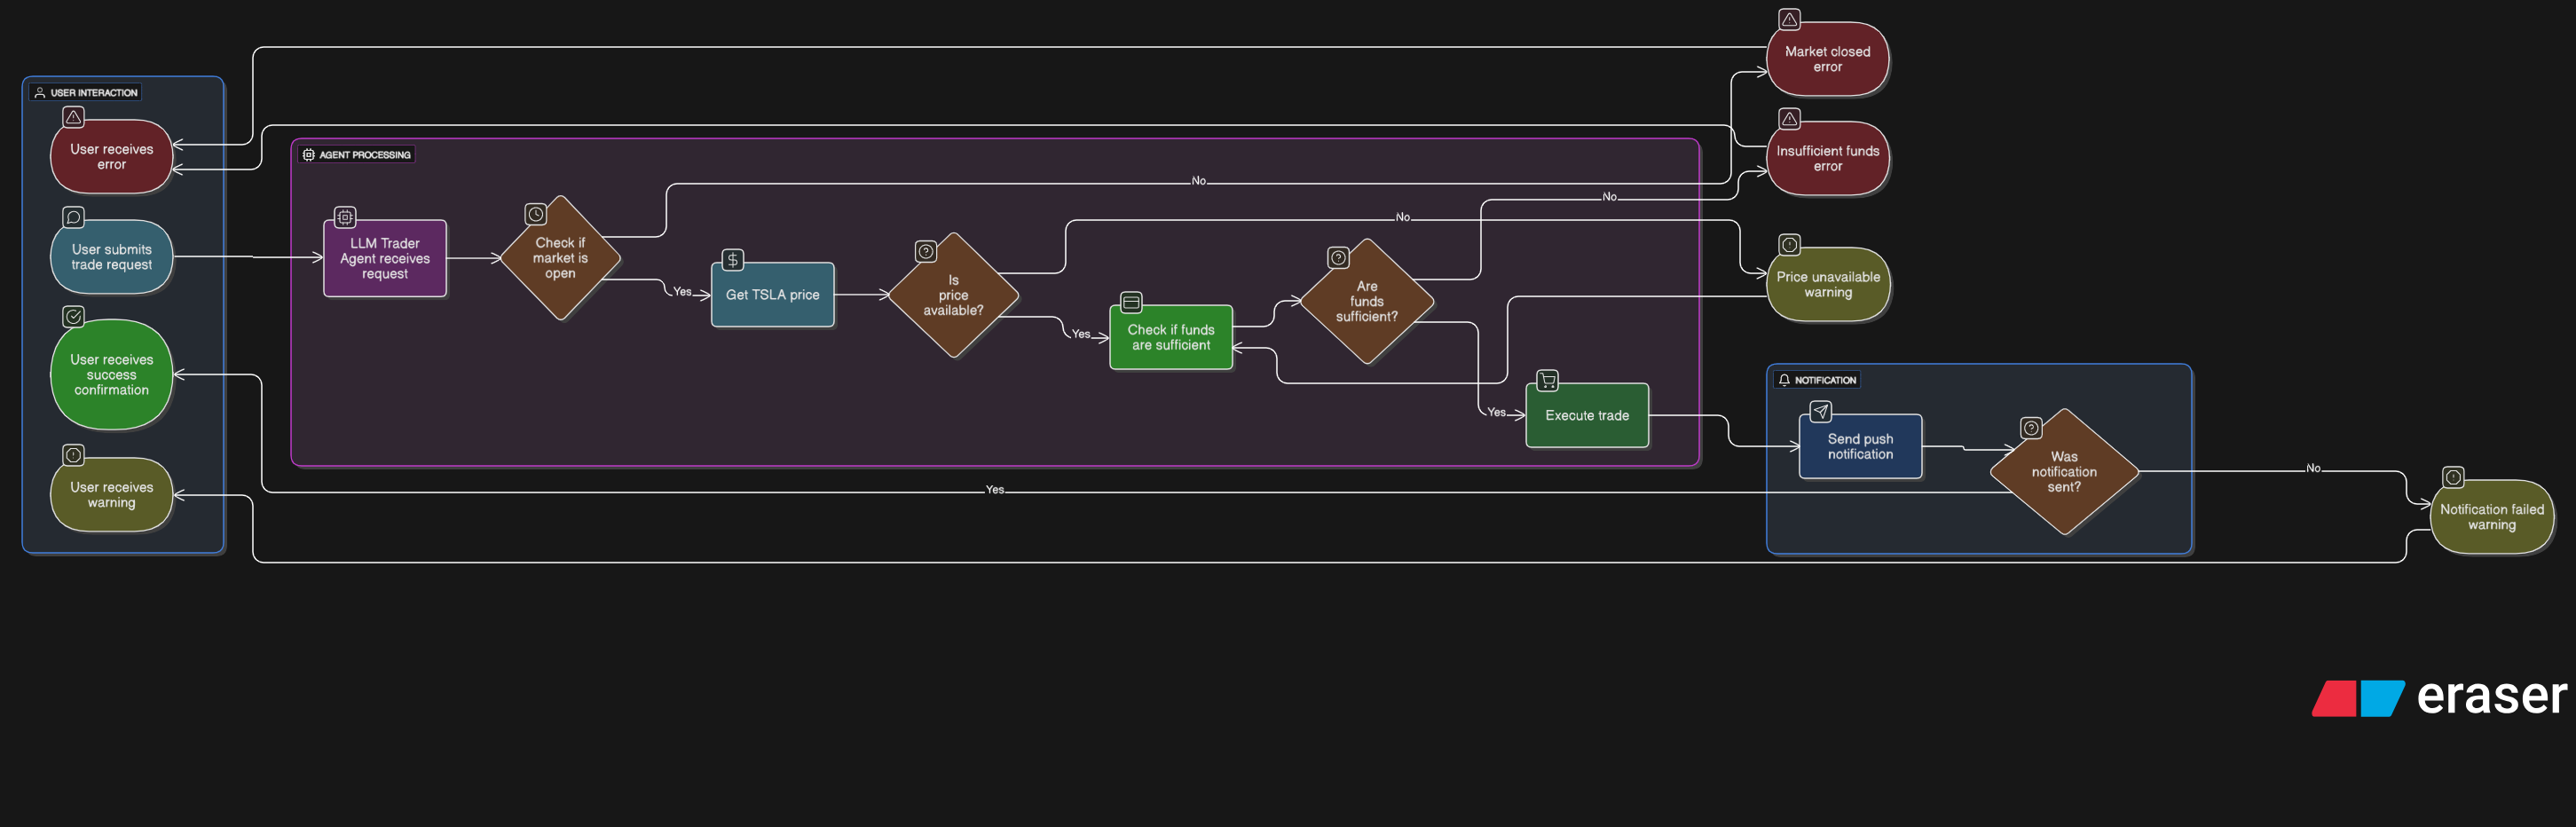 Market closed
error
USER INTERACTION
User receives
error
Insufficient funds
error
AGENT PROCESSING
No
No
No
User submits
trade request
LLM Trader
Agent receives
request
Check if
market is
open
Yes
Get TSLA price
Is
price
available?
Yes
Check if funds
are sufficient
Are
funds
sufficient?
Price unavailable
warning
User receives
success
confirmation
Yes
Execute trade
NOTIFICATION
Send push
notification
Was
notification
sent?
No
User receives
warning
Yes
Notification failed
warning
eraser